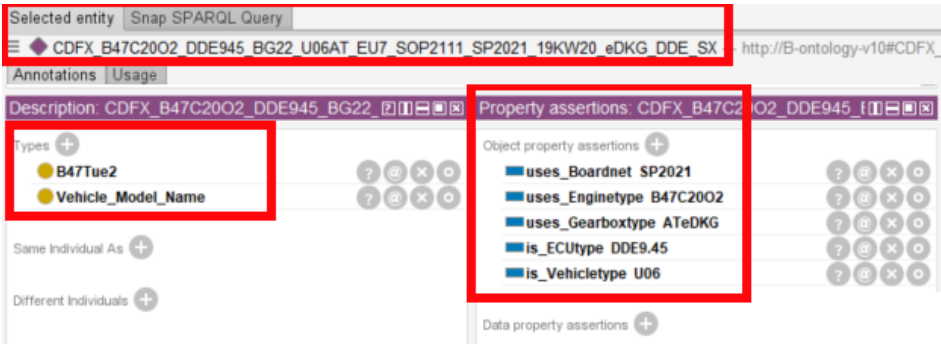 Selected entity Snap SPARQL Query
CDFX_B47C20O2_DDE945_BG22_U06AT_EU7_SOP2111_SP2021_19KW20_eDKG_DDE_SX http://B-ontology-v10#CDFX_
Annotations Usage
Description: CDFX_B47C20O2_DDE945_BG22_
Types
B47Tue2
Vehicle_Model_Name
Same Individual As
Different Individuals
Property assertions: CDFX_B47C20O2_DDE945_
Object property assertions
uses_Boardnet SP2021
uses_Enginetype B47C20O2
uses_Gearboxtype ATeDKG
is_ECUtype DDE9.45
is_Vehicletype U06
Data property assertions